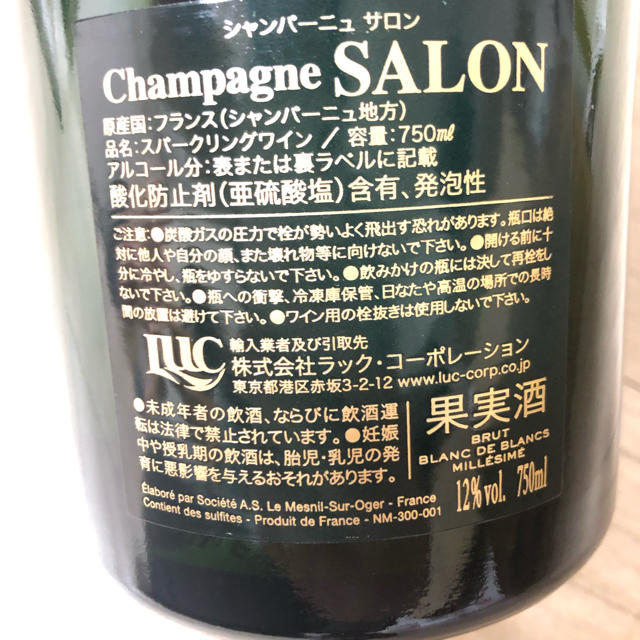 シャンパーニュ サロン
Champagne SALON
原産国:フランス(シャンパーニュ地方)
品名:スパークリングワイン / 容量:750ml
アルコール分:表または裏ラベルに記載
酸化防止剤(亜硫酸塩)含有、発泡性
ご注意:●炭酸ガスの圧力で栓が勢いよく飛出す恐れがあります。瓶口は絶
対に他人や自分の顔、また壊れ物等に向けないで下さい。●開ける前に十
分に冷やし、瓶をゆすらないで下さい。●飲みかけの瓶には決して再栓をし
ないで下さい。●瓶への衝撃、冷凍庫保管、日なたや高温の場所での長時
間の放置は避けて下さい。●ワイン用の栓抜きは使用しないで下さい。
LUC 輸入業者及び引取先
株式会社ラック・コーポレーション
東京都港区赤坂3-2-12 www.luc-corp.co.jp
●未成年者の飲酒、ならびに飲酒運
転は法律で禁止されています。●妊娠
中や授乳期の飲酒は、胎児・乳児の発
育に悪影響を与えるおそれがあります。
果実酒
BRUT
BLANC DE BLANCS
MILLÉSIMÉ
12%vol. 750ml
Élaboré par Société A.S. Le Mesnil-Sur-Oger - France
Contient des sulfites - Produit de France - NM-300-001